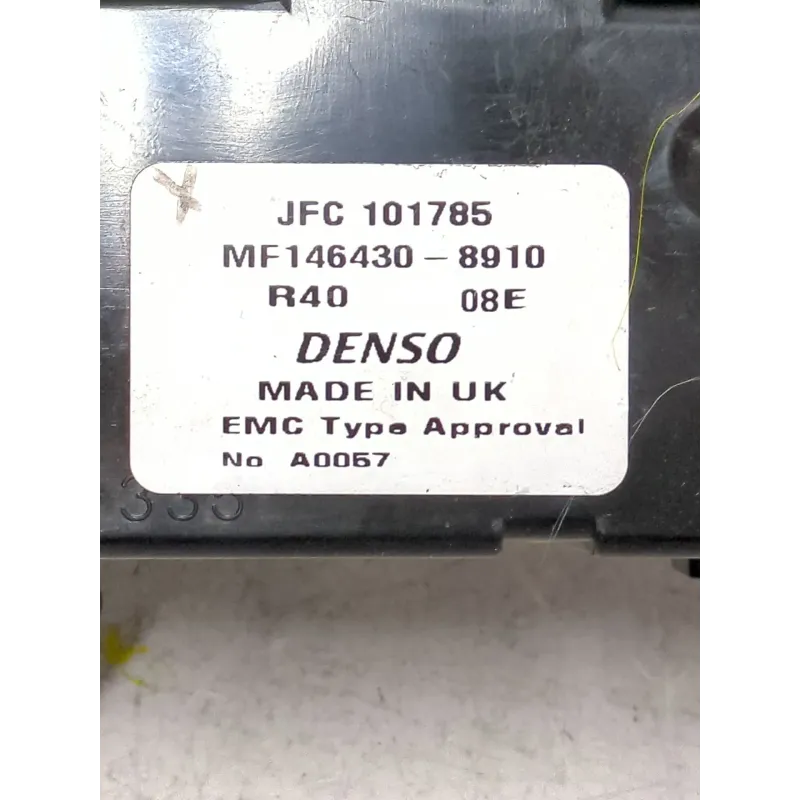 JFC 101785
MF146430-8910
R40 08E
DENSO
MADE IN UK
EMC Type Approval
No A0057